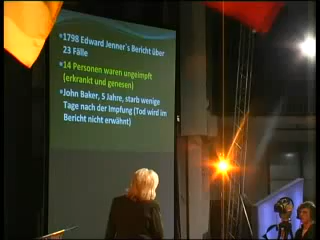 1798 Edward Jenner´s Bericht über
23 Fälle
14 Personen waren ungeimpft
(erkrankt und genesen)
John Baker, 5 Jahre, starb wenige
Tage nach der Impfung (Tod wird im
Bericht nicht erwähnt)